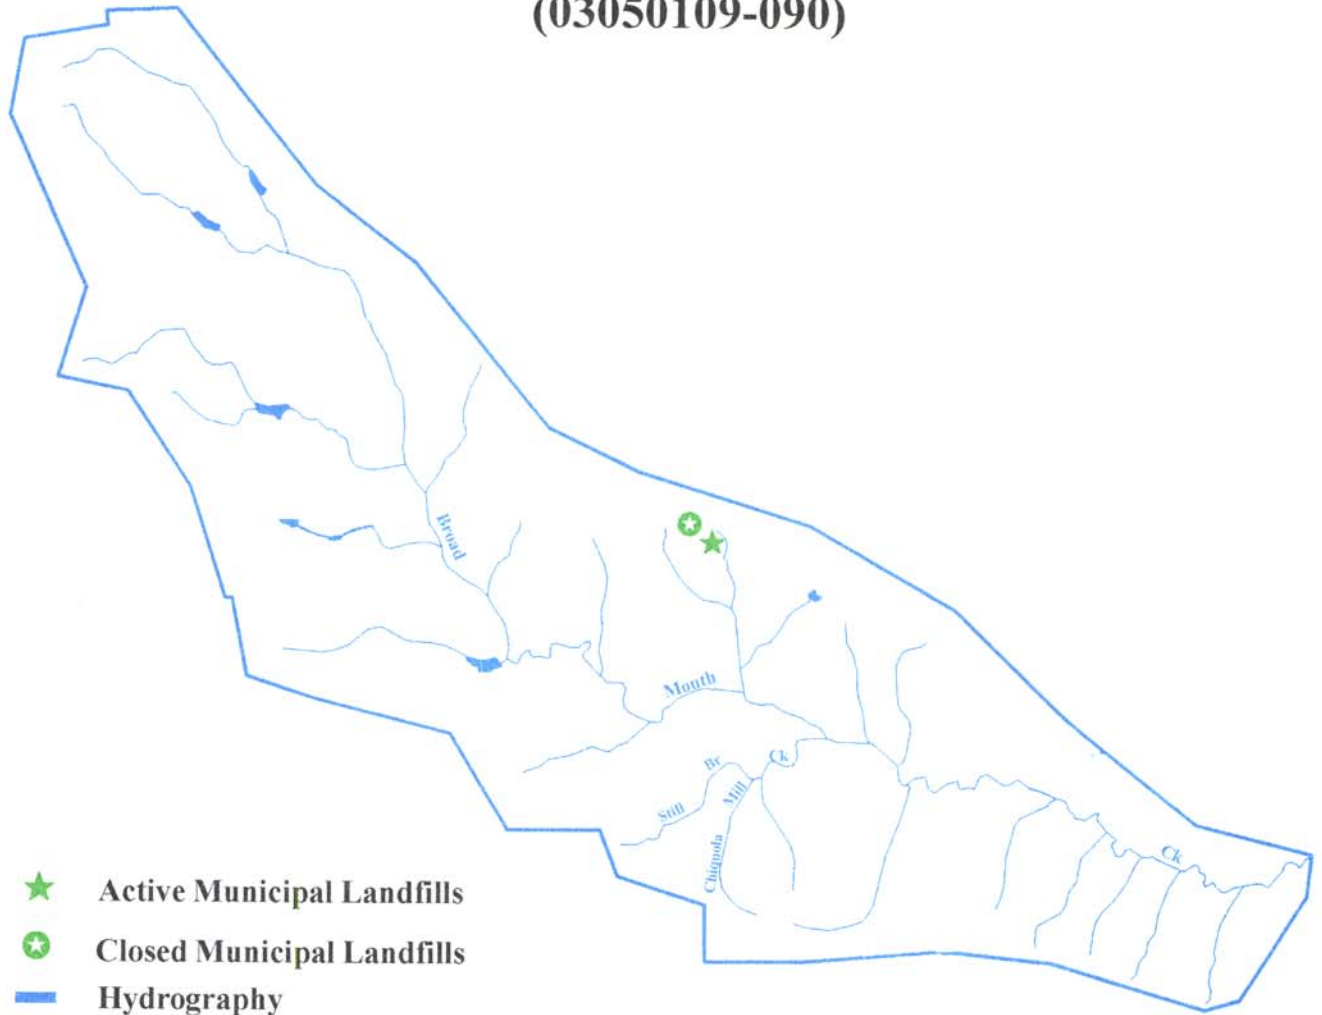 (03050109-090)
Broad
Mouth
Ck
Br
Still
Mill
Chiquola
Ck
Active Municipal Landfills
Closed Municipal Landfills
Hydrography